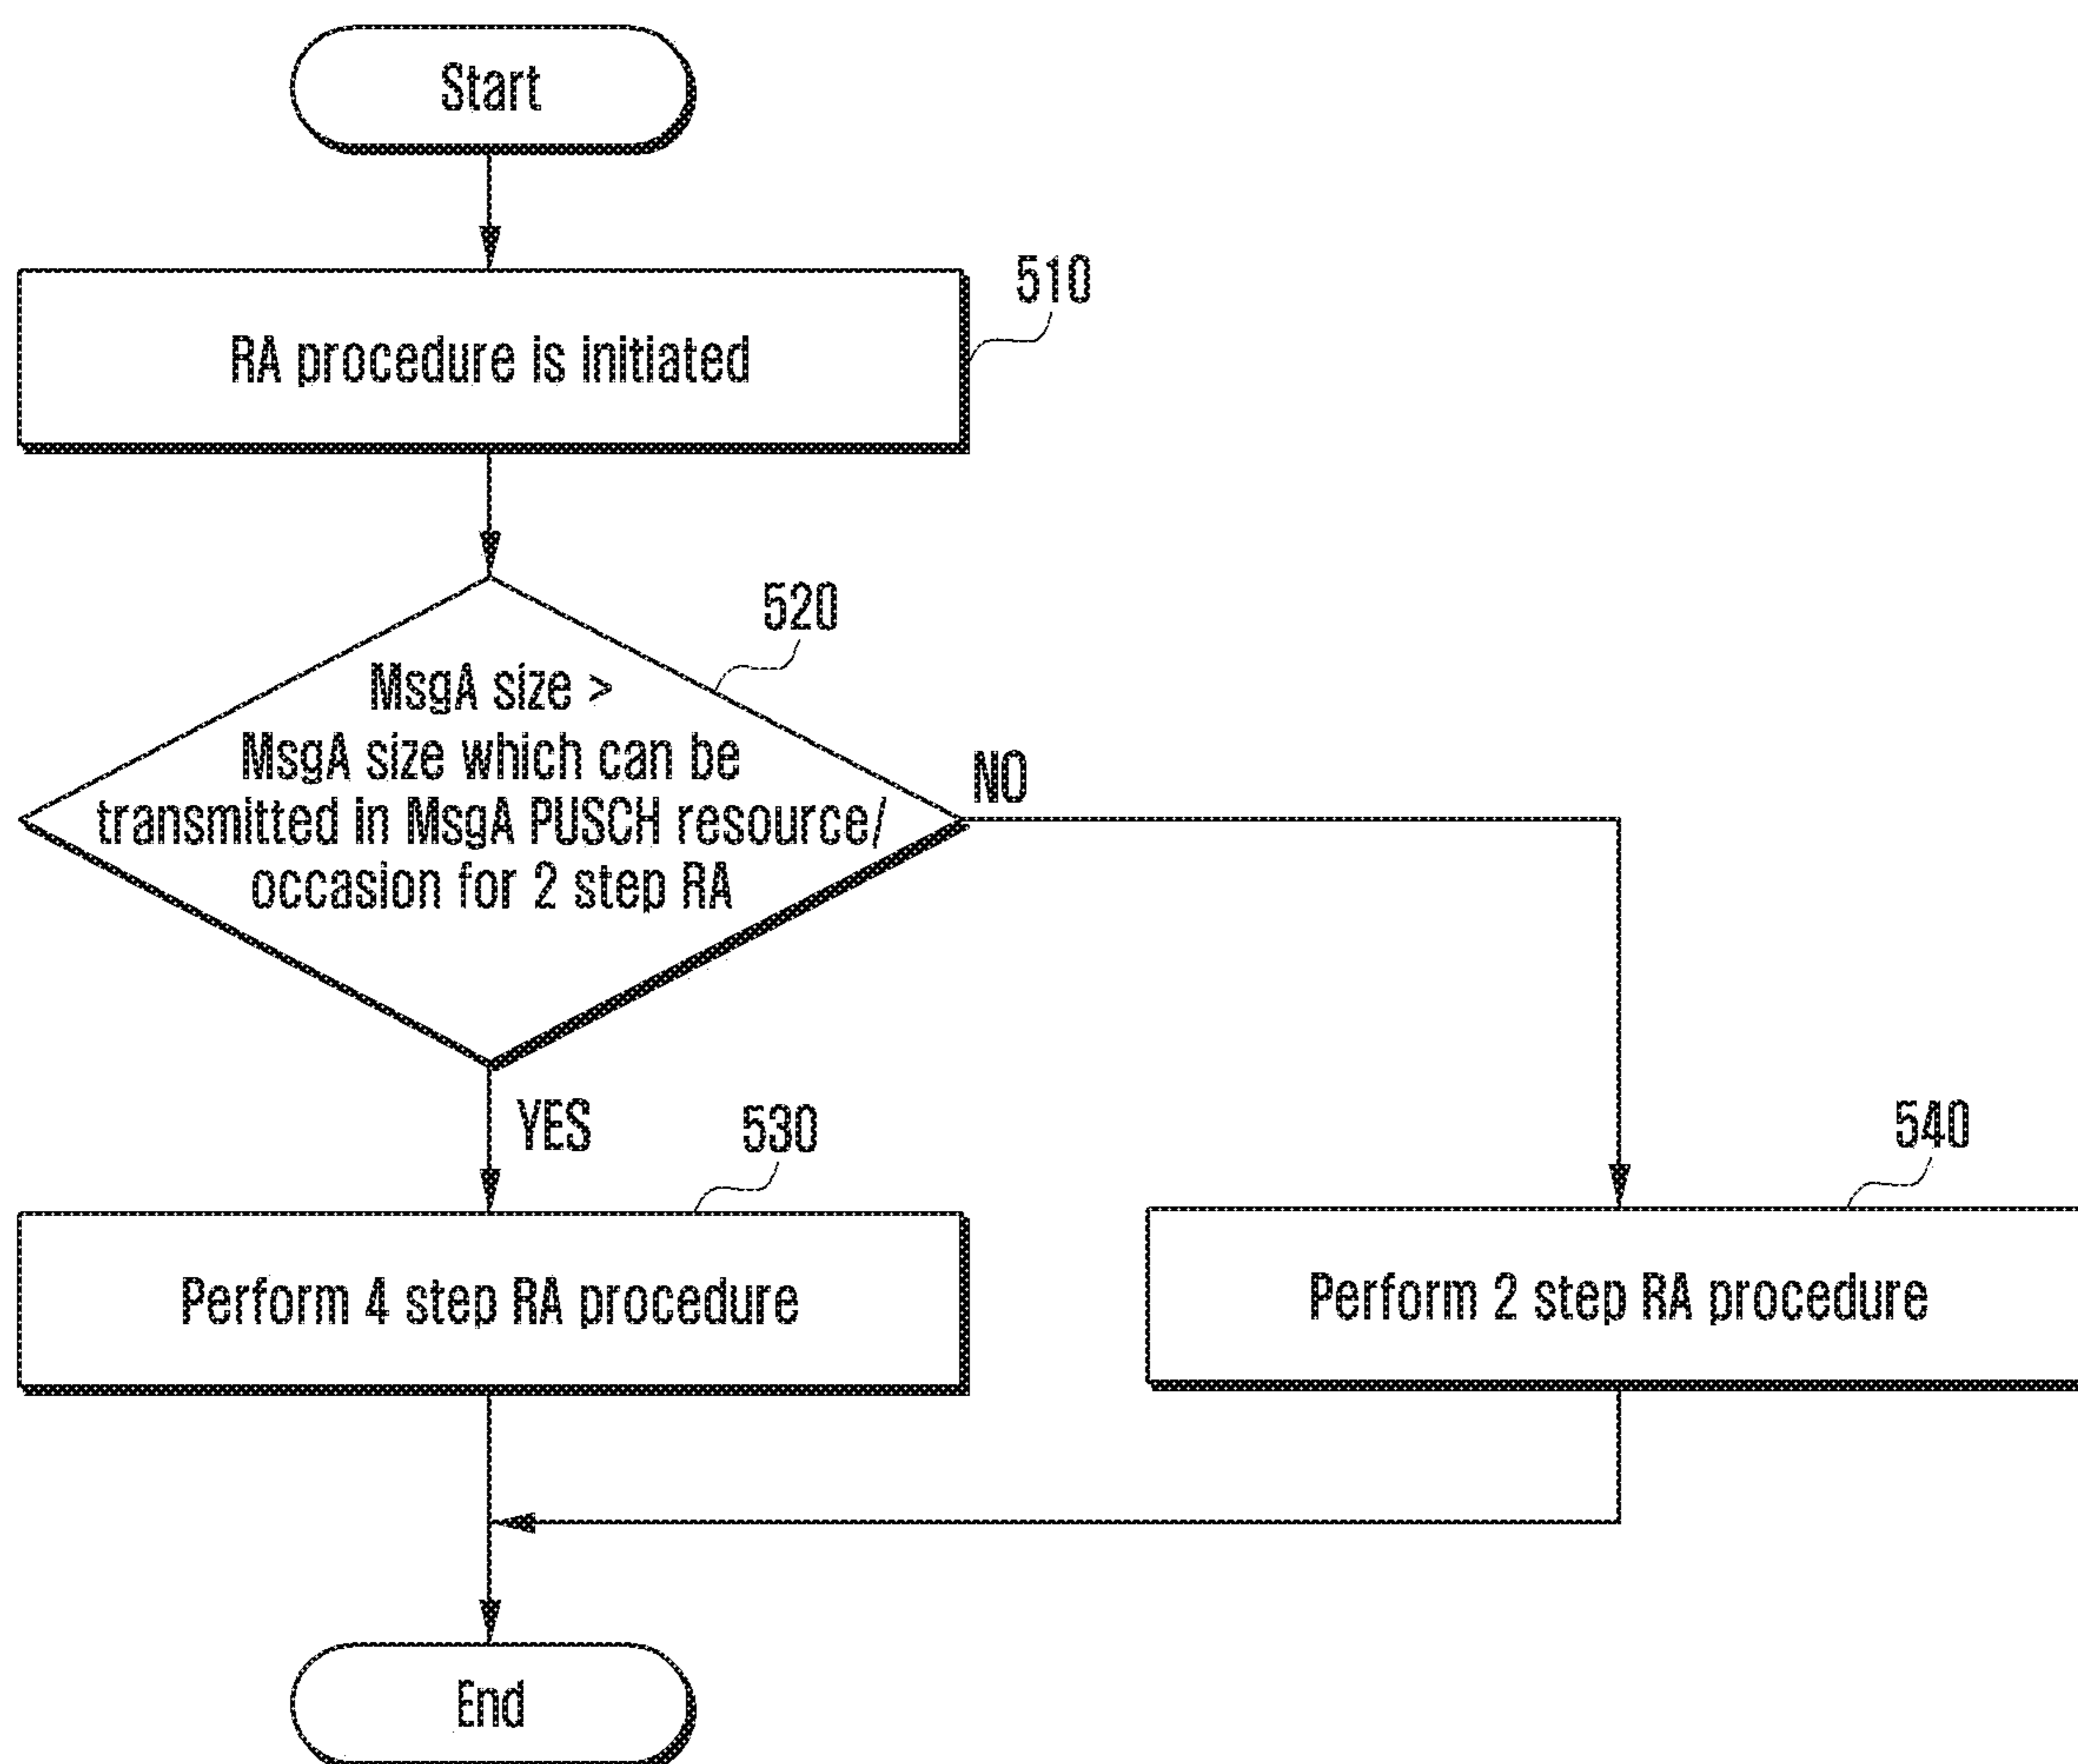 Start
510
RA procedure is initiated
520
MsgA size >
MsgA size which can be
transmitted in MsgA PUSCH resource/
occasion for 2 step RA
NO
YES
530
540
Perform 4 step RA procedure
Perform 2 step RA procedure
End